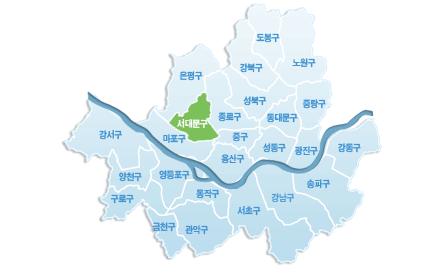 도봉구
노원구
강북구
은평구
성북구
중랑구
서대문구
종로구
동대문구
강서구
마포구
중구
성동구
광진구
강동구
용산구
양천구
영등포구
송파구
구로구
동작구
강남구
서초구
금천구
관악구